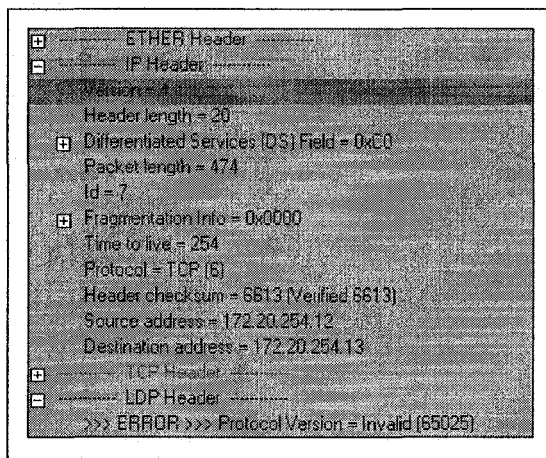 ---------- ETHER Header ----------
---------- IP Header ----------
Version = 4
Header length = 20
Differentiated Services (DS) Field = 0xC0
Packet length = 474
Id = 7
Fragmentation Info = 0x0000
Time to live = 254
Protocol = TCP (6)
Header checksum = 6613 (Verified 6613)
Source address = 172.20.254.12
Destination address = 172.20.254.13
---------- TCP Header ----------
---------- LDP Header ----------
>>> ERROR >>> Protocol Version = Invalid (65025)